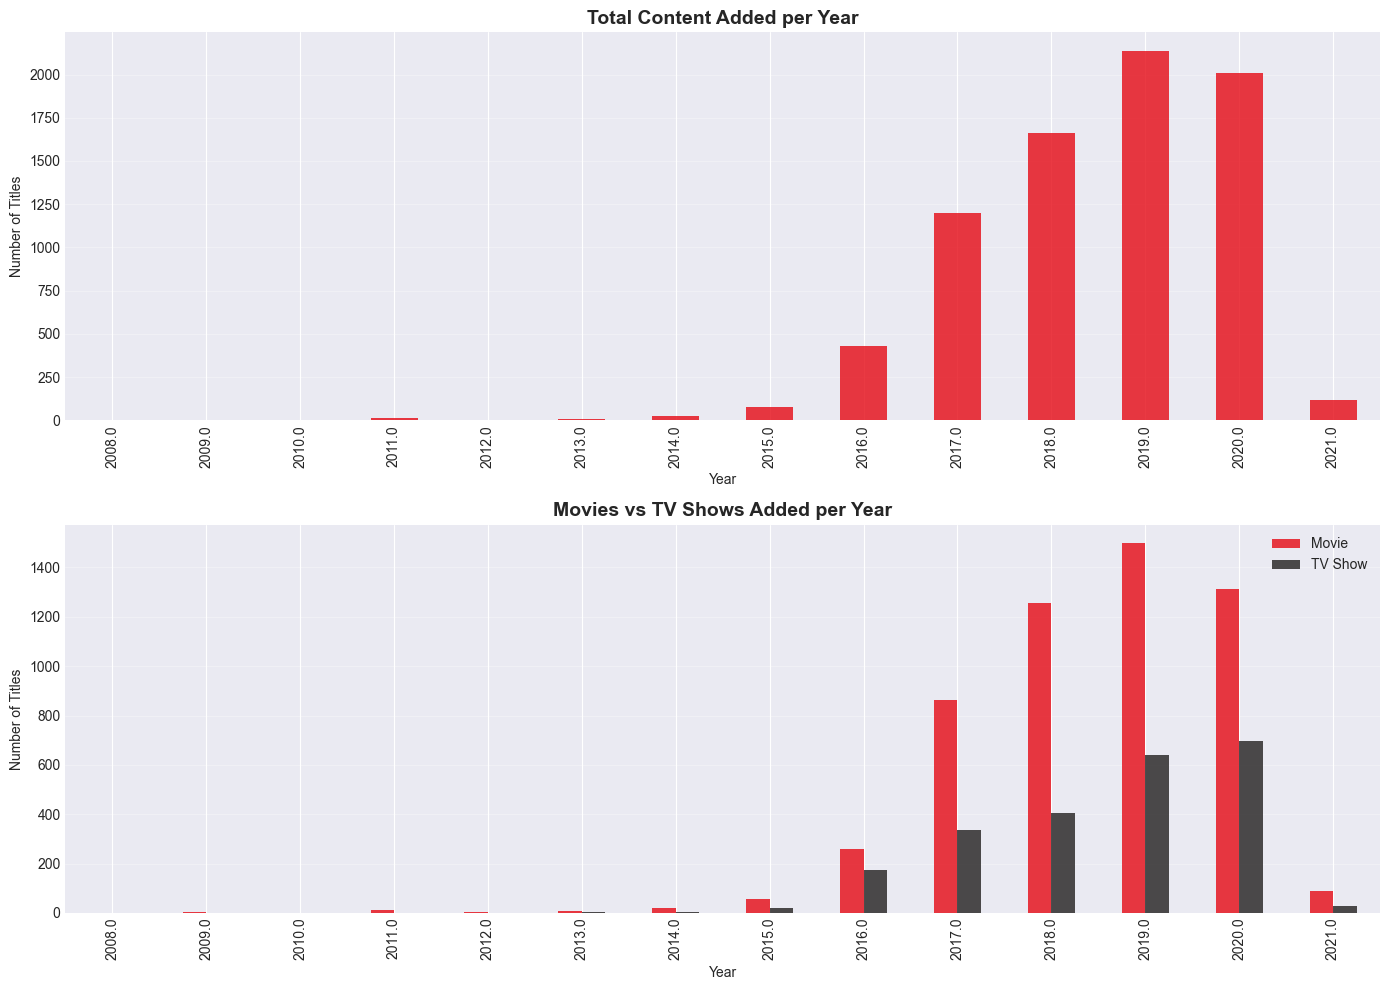 Total Content Added per Year
Number of Titles
2000
1750
1500
1250
1000
750
500
250
0
2008.0 2009.0 2010.0 2011.0 2012.0 2013.0 2014.0 2015.0 2016.0 2017.0 2018.0 2019.0 2020.0 2021.0
Year
Movies vs TV Shows Added per Year
Movie
TV Show
Number of Titles
1400
1200
1000
800
600
400
200
0
2008.0 2009.0 2010.0 2011.0 2012.0 2013.0 2014.0 2015.0 2016.0 2017.0 2018.0 2019.0 2020.0 2021.0
Year